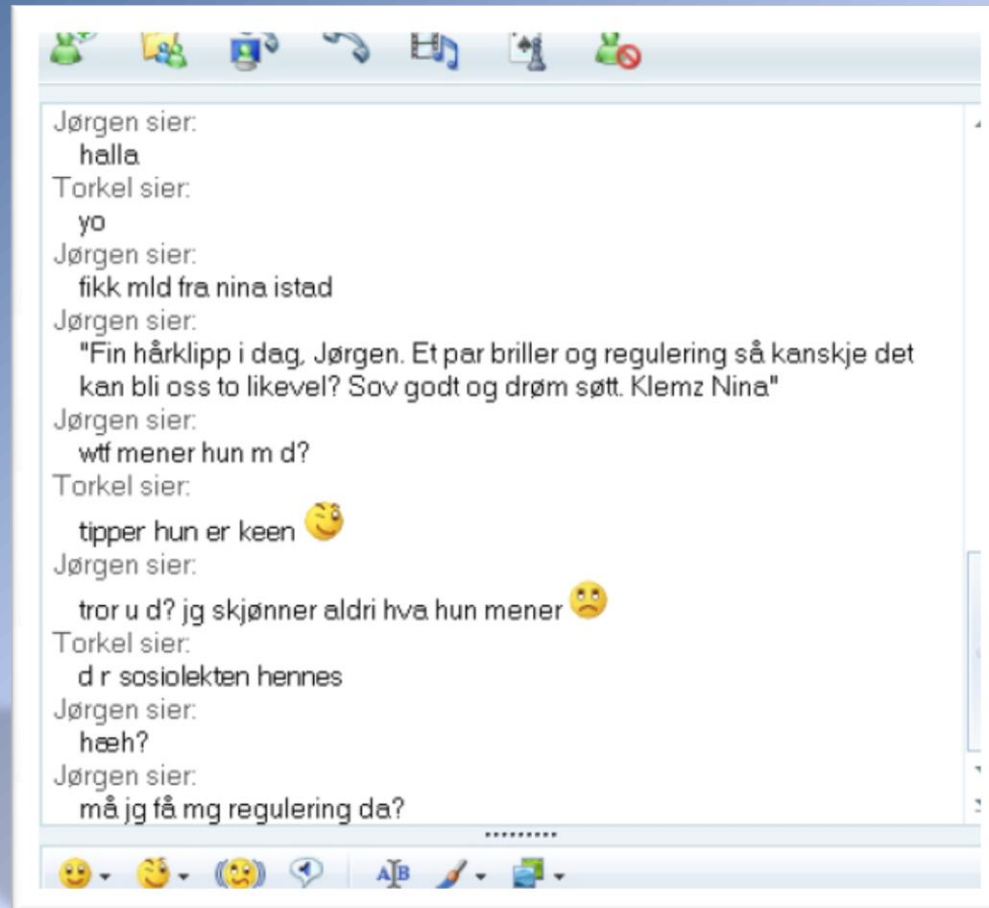 Jørgen sier:
halla
Torkel sier:
yo
Jørgen sier:
fikk mld fra nina istad
Jørgen sier:
"Fin hårklipp i dag, Jørgen. Et par briller og regulering så kanskje det
kan bli oss to likevel? Sov godt og drøm søtt. Klemz Nina"
Jørgen sier:
wtf mener hun m d?
Torkel sier:
tipper hun er keen
Jørgen sier:
tror u d? jg skjønner aldri hva hun mener
Torkel sier:
d r sosiolekten hennes
Jørgen sier:
hæh?
Jørgen sier:
må jg få mg regulering da?
AB